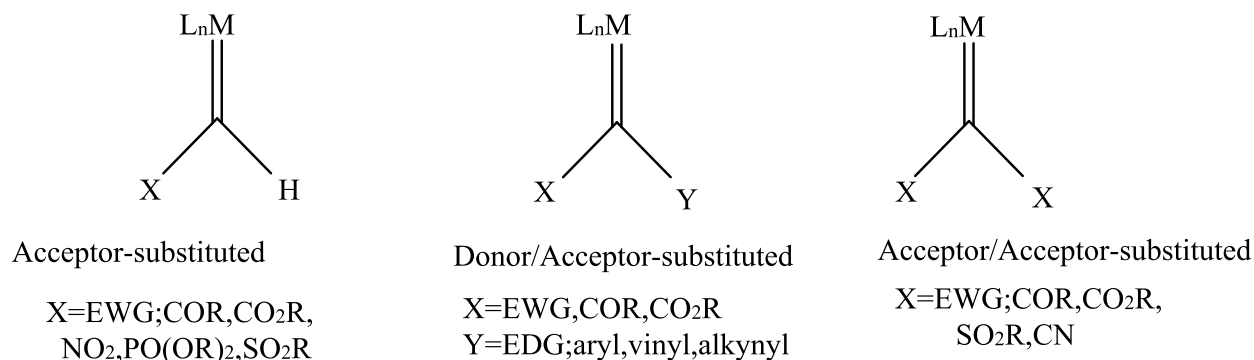 LnM
X
H
Acceptor-substituted
X=EWG;COR,CO2R,
NO2,PO(OR)2,SO2R
LnM
X
Y
Donor/Acceptor-substituted
X=EWG,COR,CO2R
Y=EDG;aryl,vinyl,alkynyl
LnM
X
X
Acceptor/Acceptor-substituted
X=EWG;COR,CO2R,
SO2R,CN